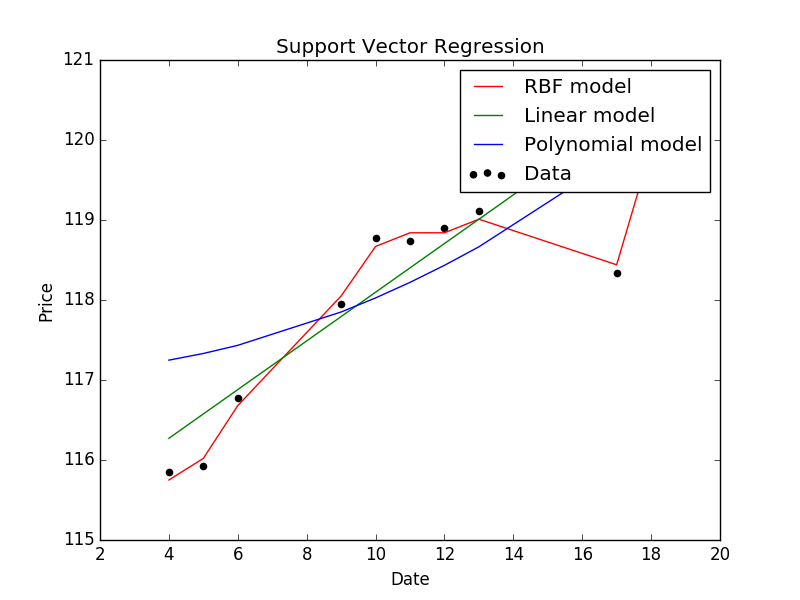 Support Vector Regression
121
120
119
118
117
116
115
Price
RBF model
Linear model
Polynomial model
Data
2 4 6 8 10 12 14 16 18 20
Date